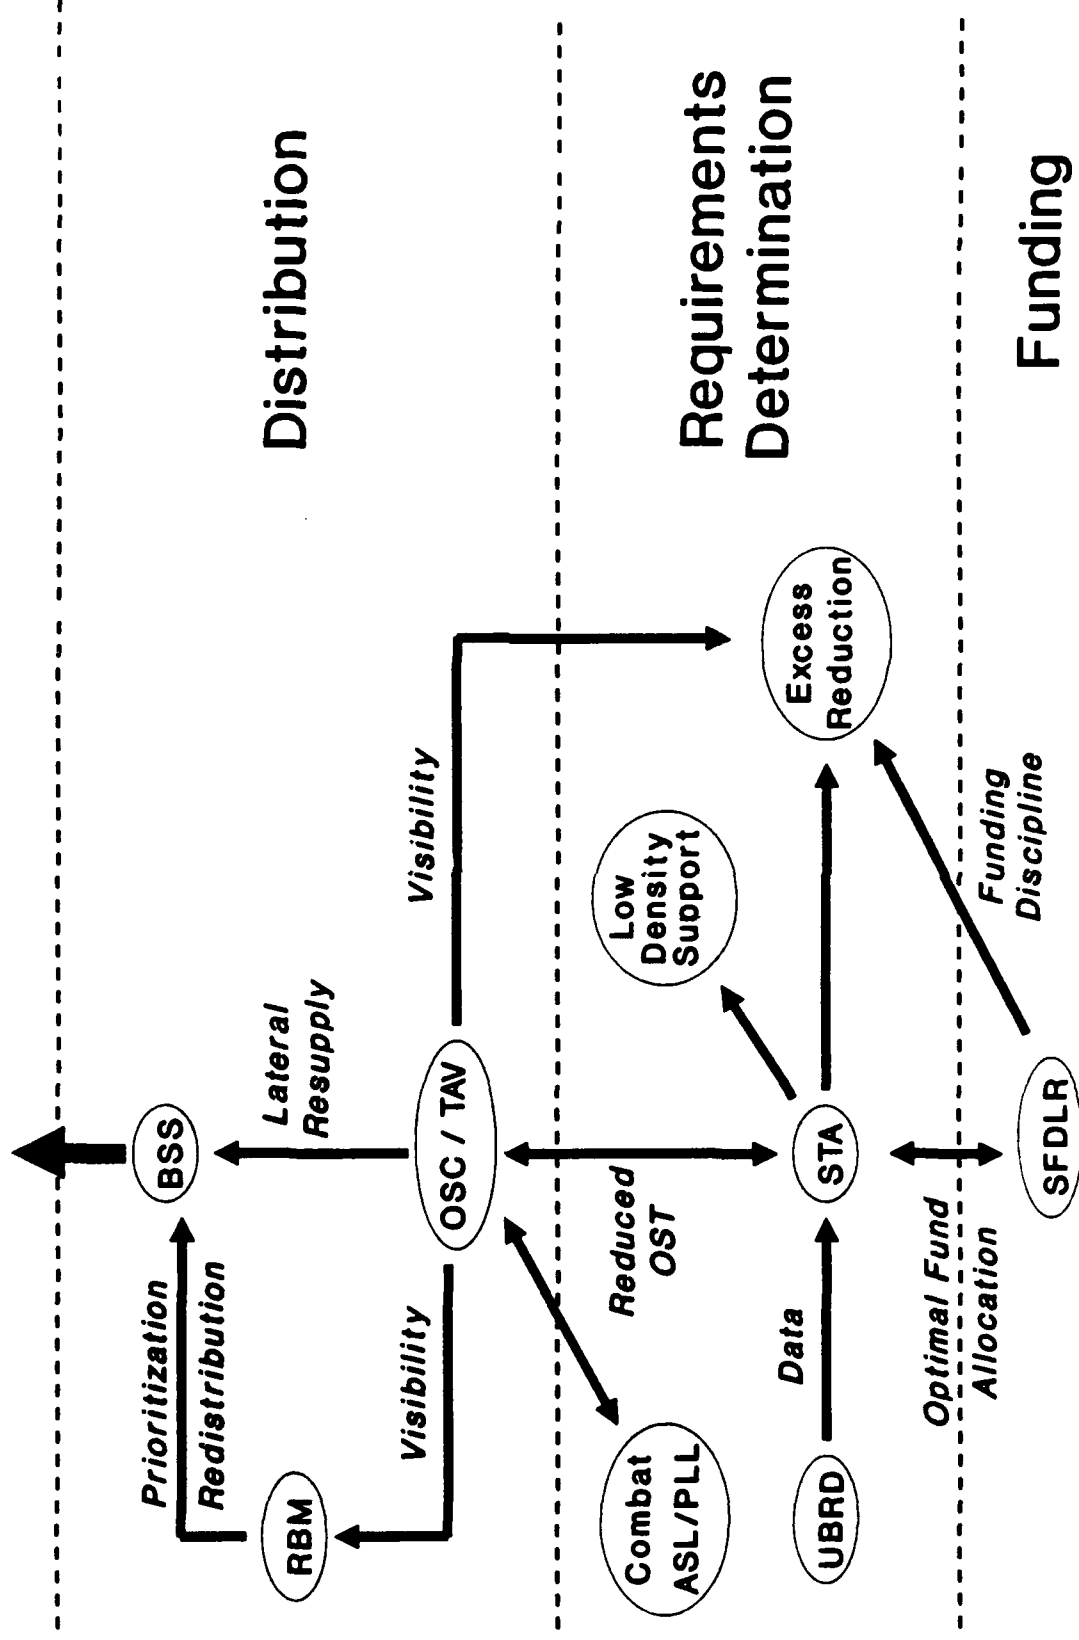 Distribution
Requirements
Determination
Funding
BSS
Prioritization
Redistribution
Lateral
Resupply
RBM
Visibility
OSC / TAV
Visibility
Reduced
OST
Combat
ASL/PLL
Low
Density
Support
Excess
Reduction
UBRD
Data
STA
Optimal Fund
Allocation
Funding
Discipline
SFDLR